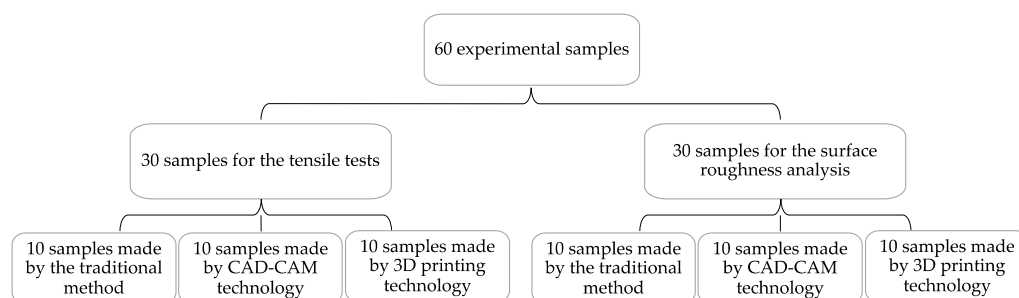 60 experimental samples
30 samples for the tensile tests
30 samples for the surface
roughness analysis
10 samples made
by the traditional
method
10 samples made
by CAD-CAM
technology
10 samples made
by 3D printing
technology
10 samples made
by the traditional
method
10 samples made
by CAD-CAM
technology
10 samples made
by 3D printing
technology